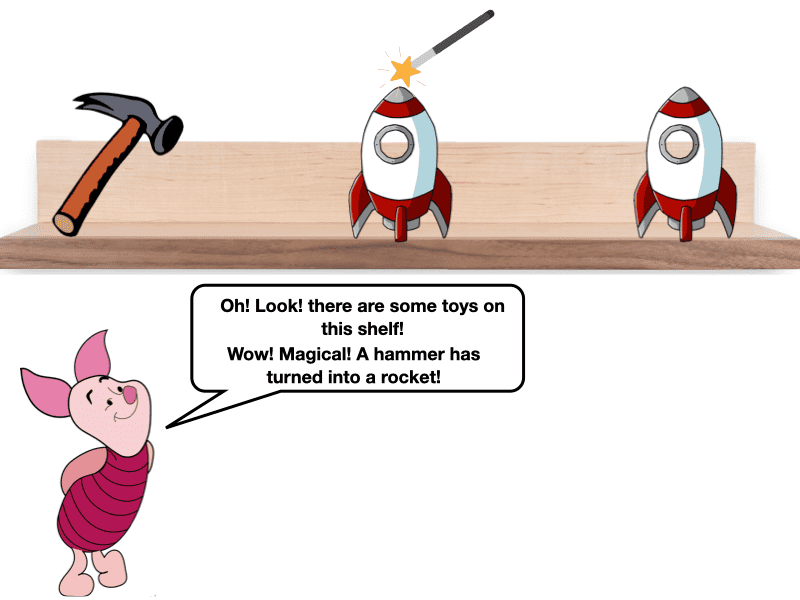 Oh! Look! there are some toys on
this shelf!
Wow! Magical! A hammer has
turned into a rocket!